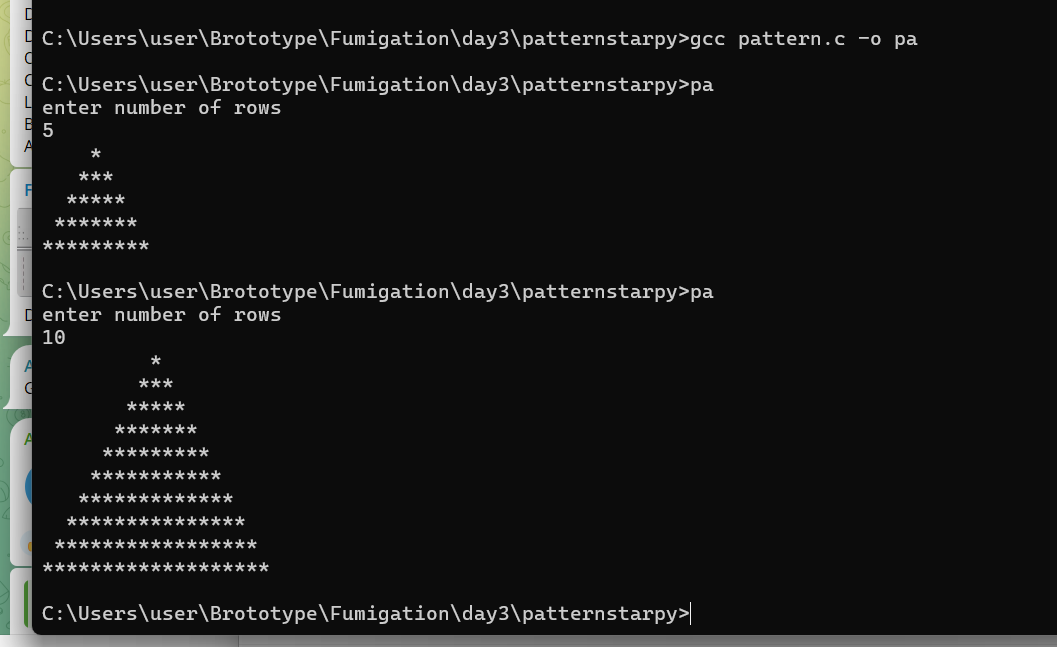 C:\Users\user\Brototype\Fumigation\day3\patternstarpy>gcc pattern.c -o pa

C:\Users\user\Brototype\Fumigation\day3\patternstarpy>pa
enter number of rows
5
    *
   ***
  *****
 *******
*********

C:\Users\user\Brototype\Fumigation\day3\patternstarpy>pa
enter number of rows
10
         *
        ***
       *****
      *******
     *********
    ***********
   *************
  ***************
 *****************
*******************

C:\Users\user\Brototype\Fumigation\day3\patternstarpy>